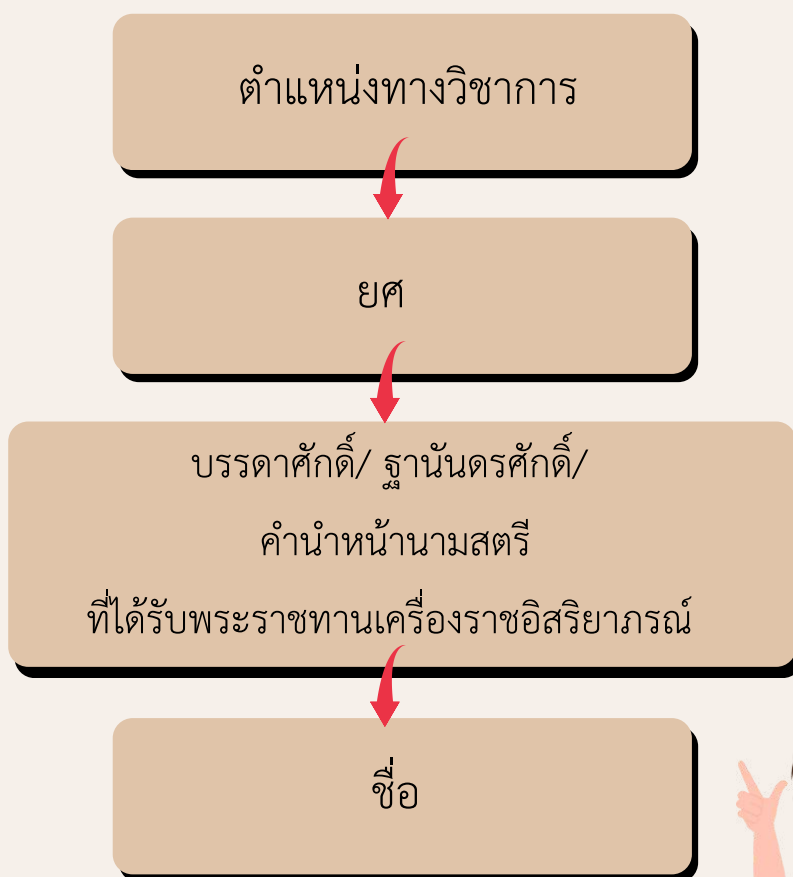 ตำแหน่งทางวิชาการ
ยศ
บรรดาศักดิ์/ ฐานันดรศักดิ์/
คำนำหน้านามสตรี
ที่ได้รับพระราชทานเครื่องราชอิสริยาภรณ์
ชื่อ